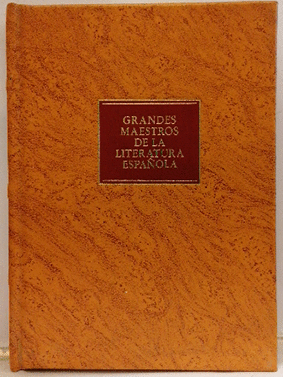 GRANDES
MAESTROS
DE LA
LITERATURA
ESPAÑOLA